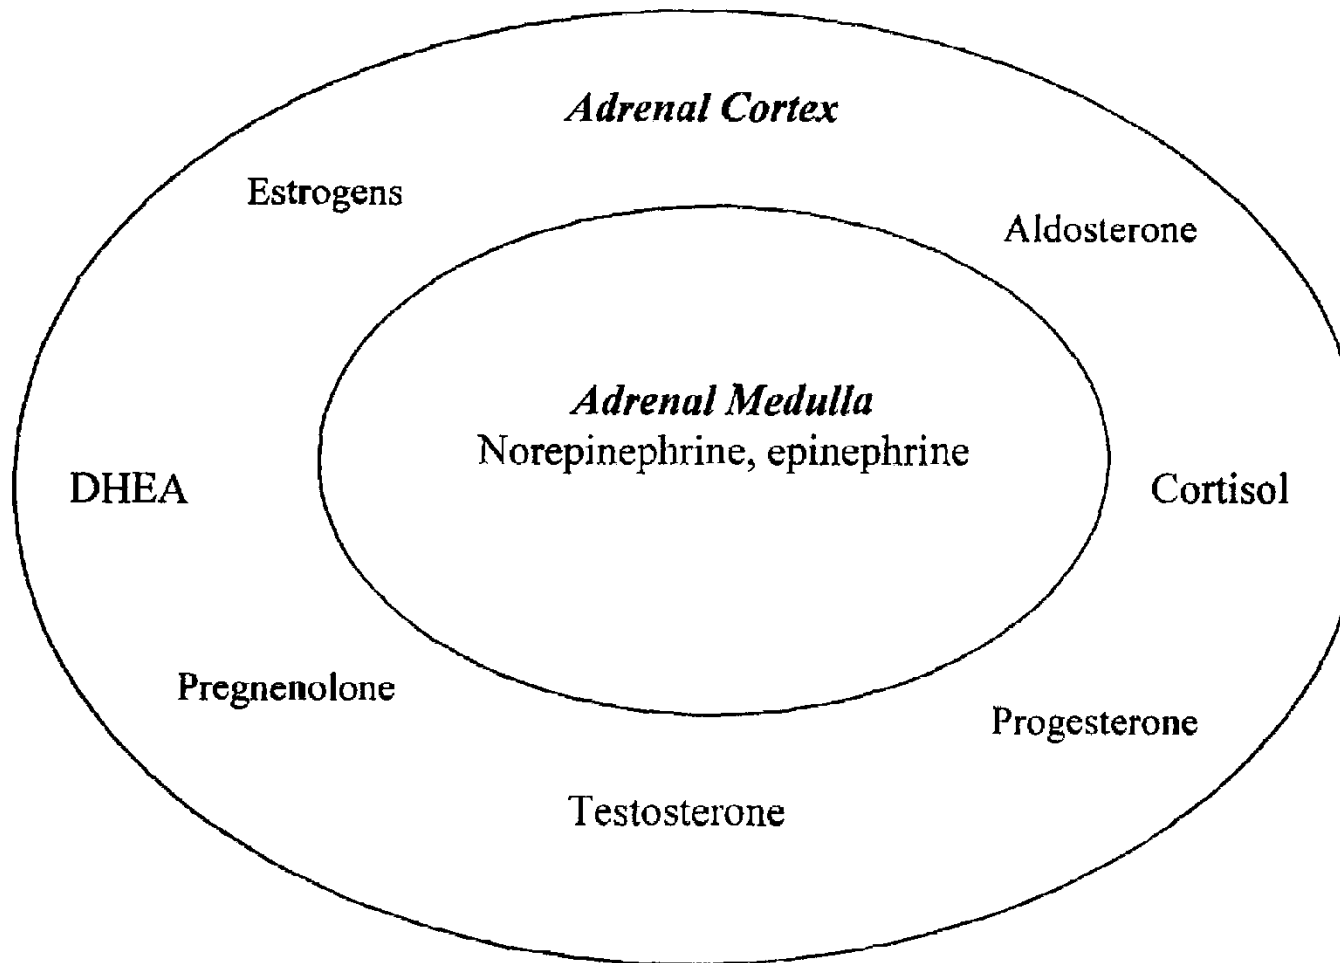 Adrenal Cortex
Estrogens
Aldosterone
Adrenal Medulla
Norepinephrine, epinephrine
DHEA
Cortisol
Pregnenolone
Progesterone
Testosterone